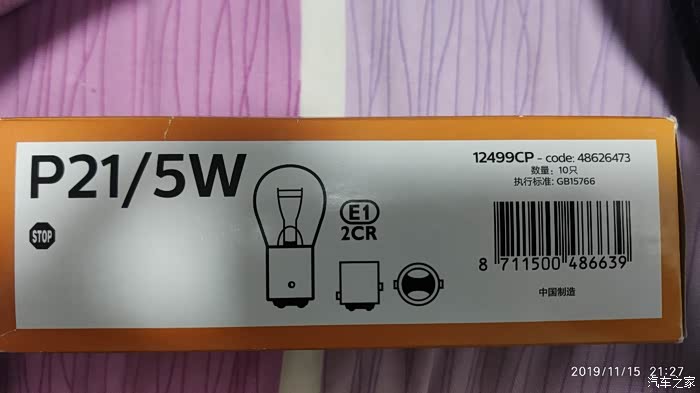 P21/5W
STOP
E1
2CR
12499CP - code: 48626473
数量：10只
执行标准: GB15766
8 711500 486639
中国制造
2019/11/15 21:27
汽车之家